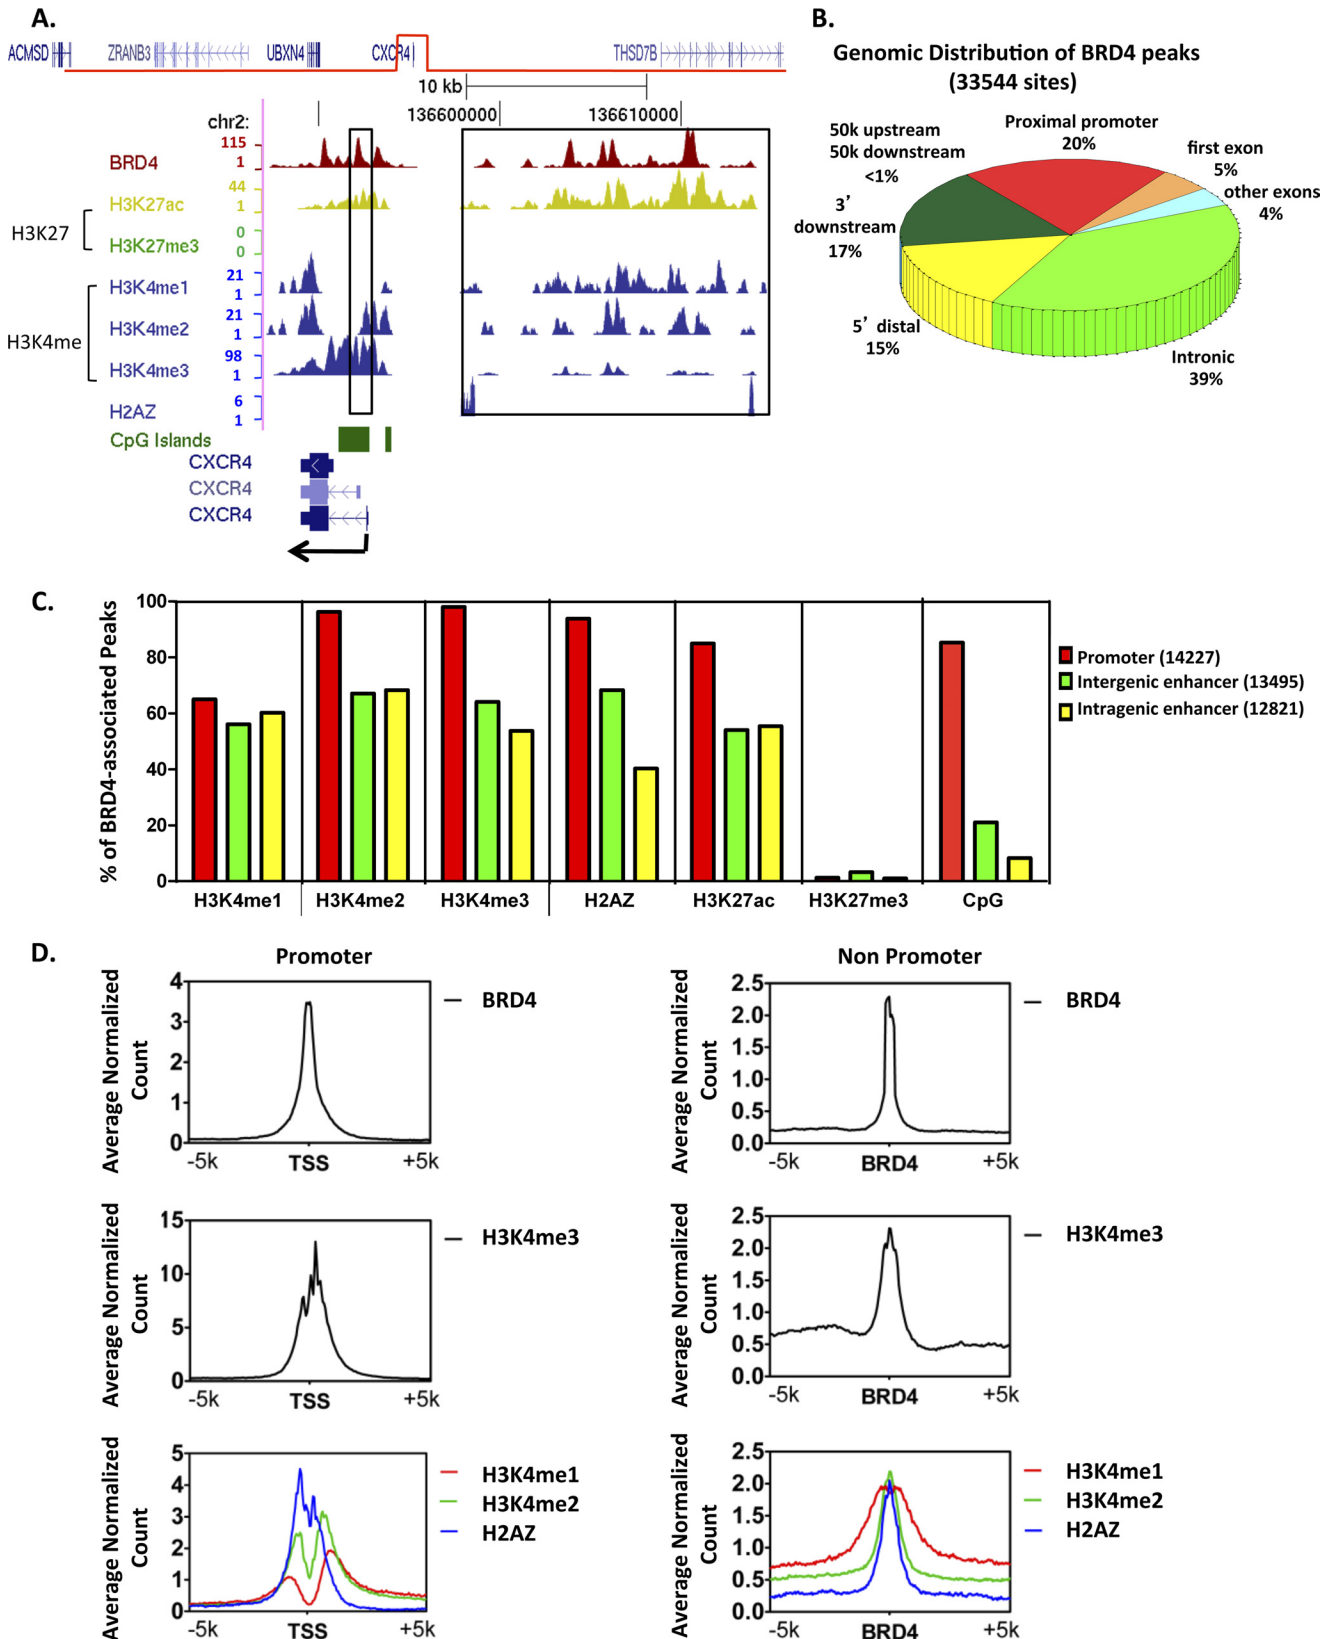 A.
ACMSD ZRANB3 UBXN4 CXCR4 THSD7B
10 kb
chr2: 136600000 136610000
BRD4 115 1
H3K27
H3K27ac 44 1
H3K27me3 0 0
H3K4me
H3K4me1 21 1
H3K4me2 21 1
H3K4me3 98 1
H2AZ 6 1
CpG Islands
CXCR4
CXCR4
CXCR4
B.
Genomic Distribution of BRD4 peaks
(33544 sites)
50k upstream
50k downstream
<1%
Proximal promoter
20%
first exon
5%
other exons
4%
3'
downstream
17%
5' distal
15%
Intronic
39%
C.
% of BRD4-associated Peaks
100
80
60
40
20
0
H3K4me1 H3K4me2 H3K4me3 H2AZ H3K27ac H3K27me3 CpG
Promoter (14227)
Intergenic enhancer (13495)
Intragenic enhancer (12821)
D.
Promoter
Average Normalized
Count
4
3
2
1
0
-5k TSS +5k
BRD4
Non Promoter
Average Normalized
Count
2.5
2.0
1.5
1.0
0.5
0.0
-5k BRD4 +5k
BRD4
Average Normalized
Count
15
10
5
0
-5k TSS +5k
H3K4me3
Average Normalized
Count
2.5
2.0
1.5
1.0
0.5
0.0
-5k BRD4 +5k
H3K4me3
Average Normalized
Count
5
4
3
2
1
0
-5k TSS +5k
H3K4me1
H3K4me2
H2AZ
Average Normalized
Count
2.5
2.0
1.5
1.0
0.5
0.0
-5k BRD4 +5k
H3K4me1
H3K4me2
H2AZ